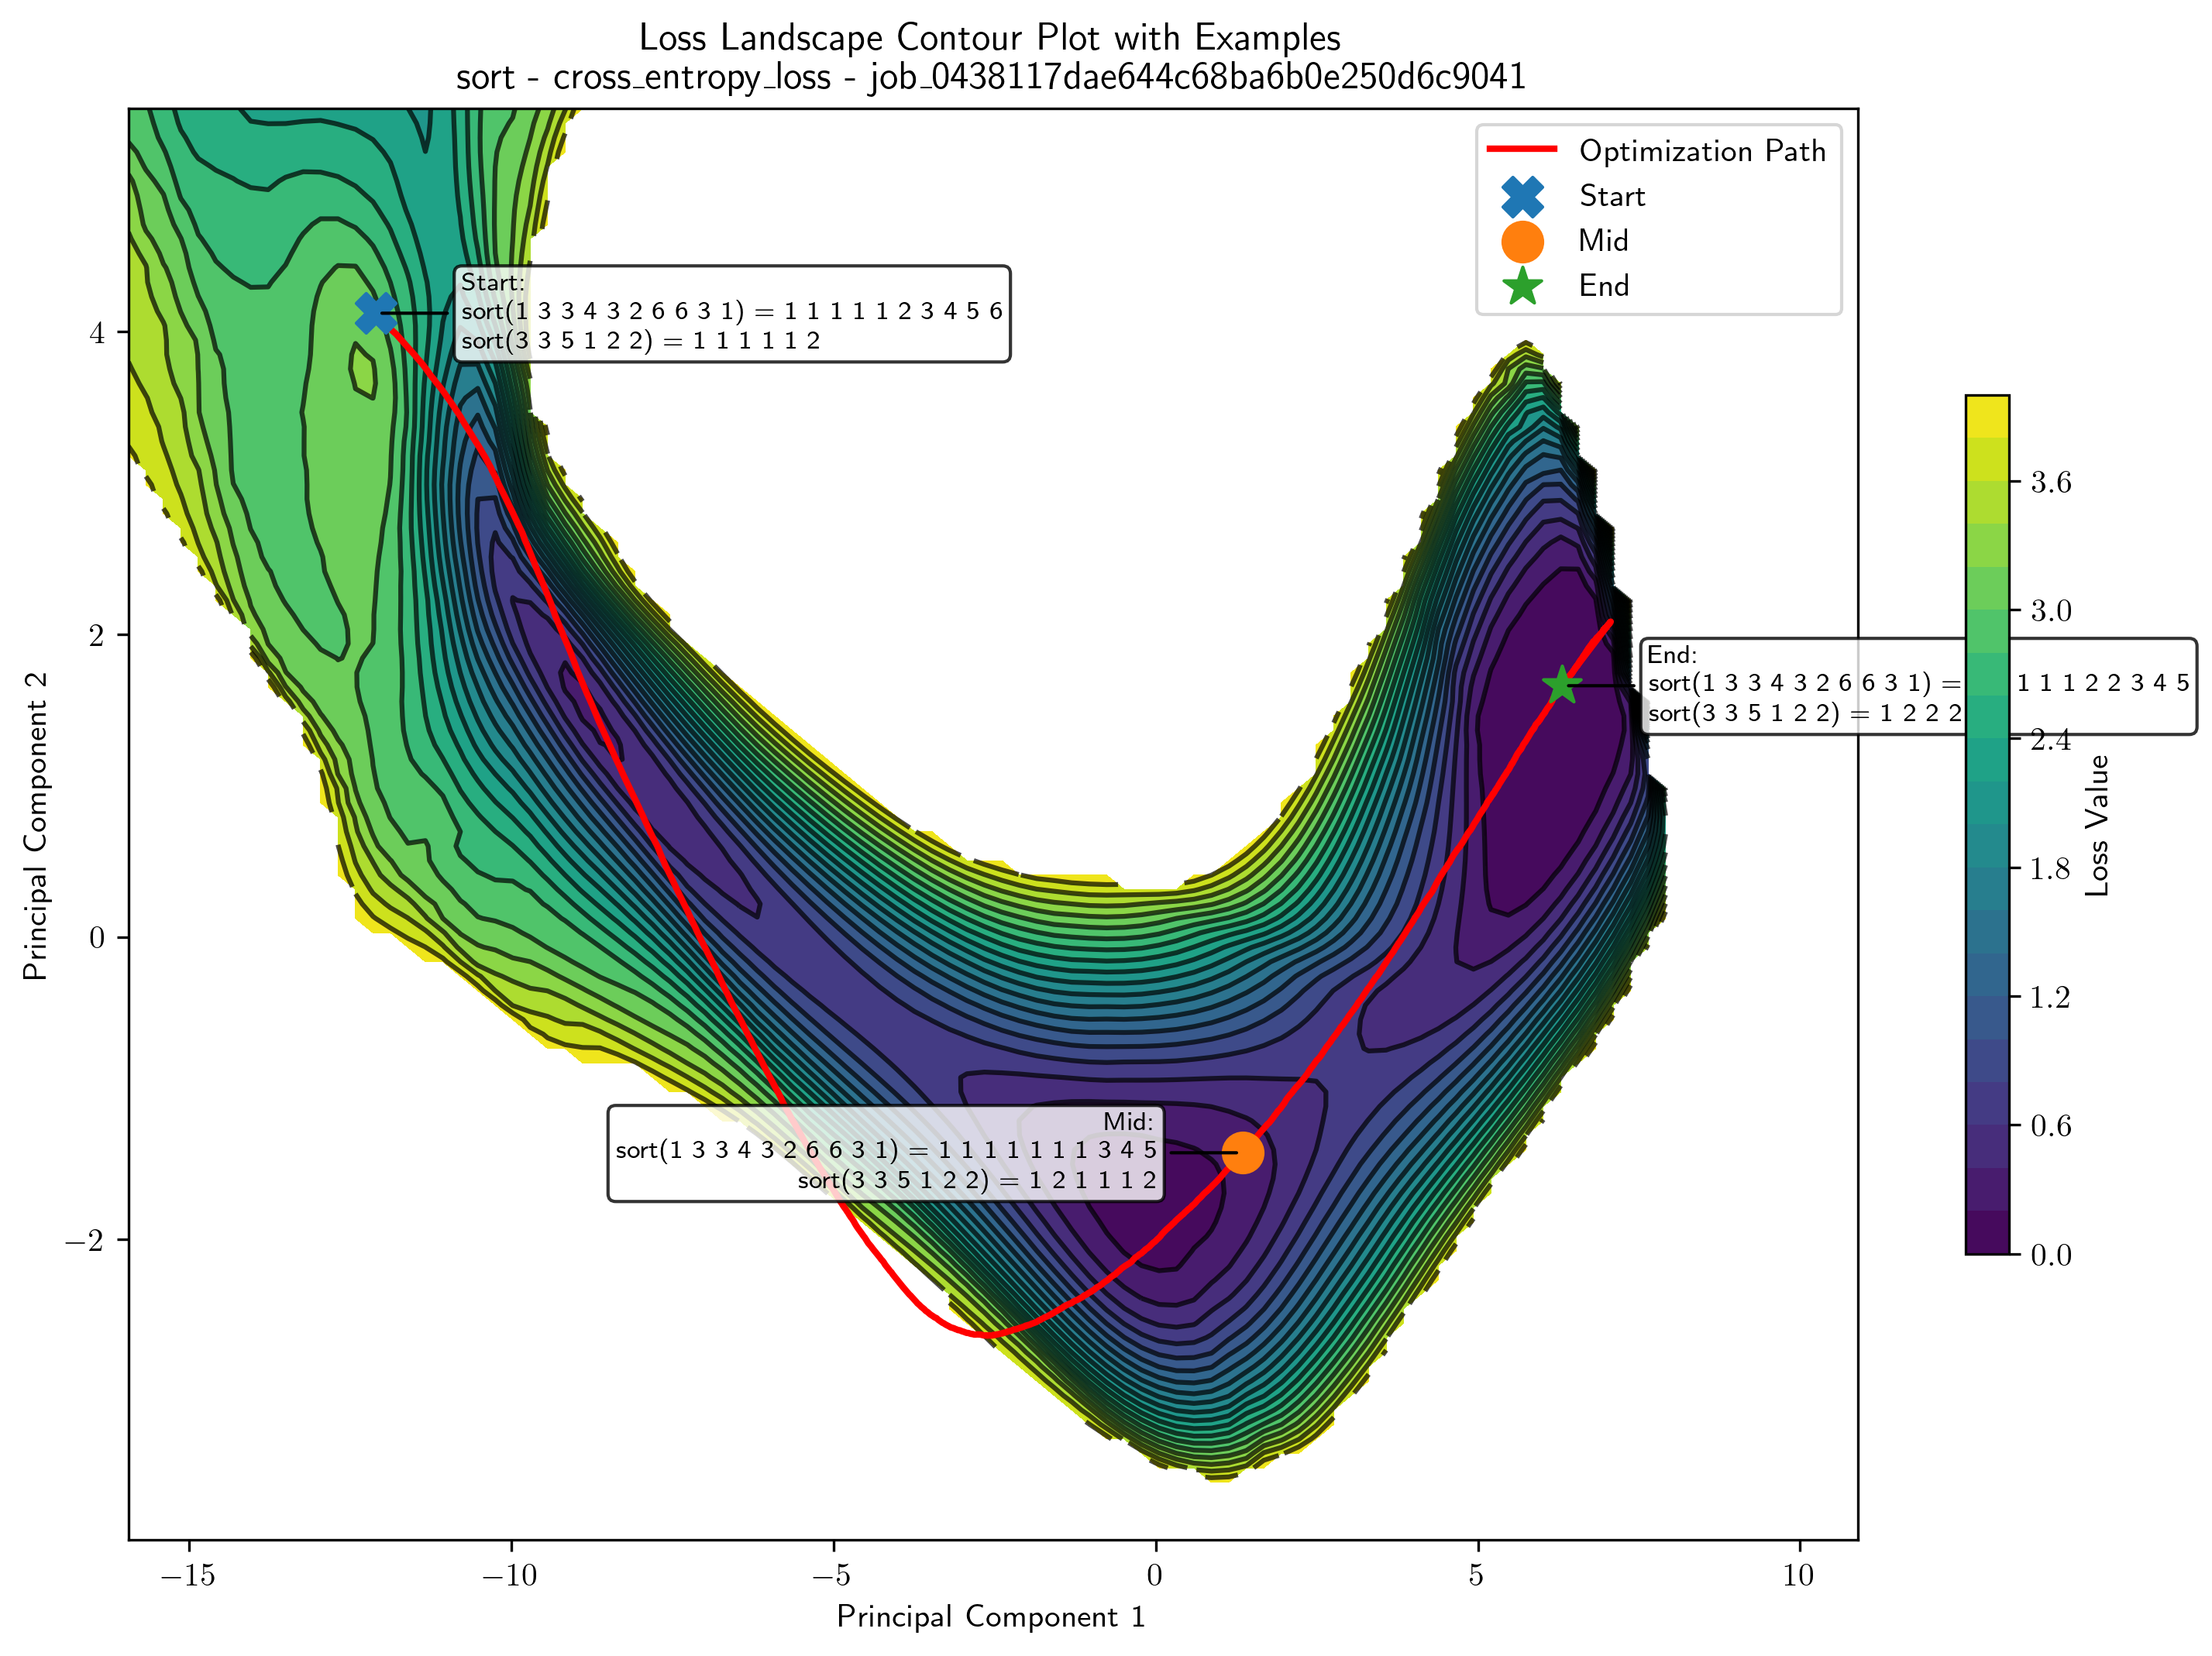 Loss Landscape Contour Plot with Examples
sort - cross_entropy_loss - job_0438117dae644c68ba6b0e250d6c9041
Optimization Path
Start
Mid
End
Start:
sort(1 3 3 4 3 2 6 6 3 1) = 1 1 1 1 1 2 3 4 5 6
sort(3 3 5 1 2 2) = 1 1 1 1 1 2
End:
sort(1 3 3 4 3 2 6 6 3 1) = 1 1 1 2 2 3 4 5
sort(3 3 5 1 2 2) = 1 2 2 2
Mid:
sort(1 3 3 4 3 2 6 6 3 1) = 1 1 1 1 1 1 1 3 4 5
sort(3 3 5 1 2 2) = 1 2 1 1 1 2
4
2
0
−2
Principal Component 2
−15
−10
−5
0
5
10
Principal Component 1
3.6
3.0
2.4
1.8
1.2
0.6
0.0
Loss Value